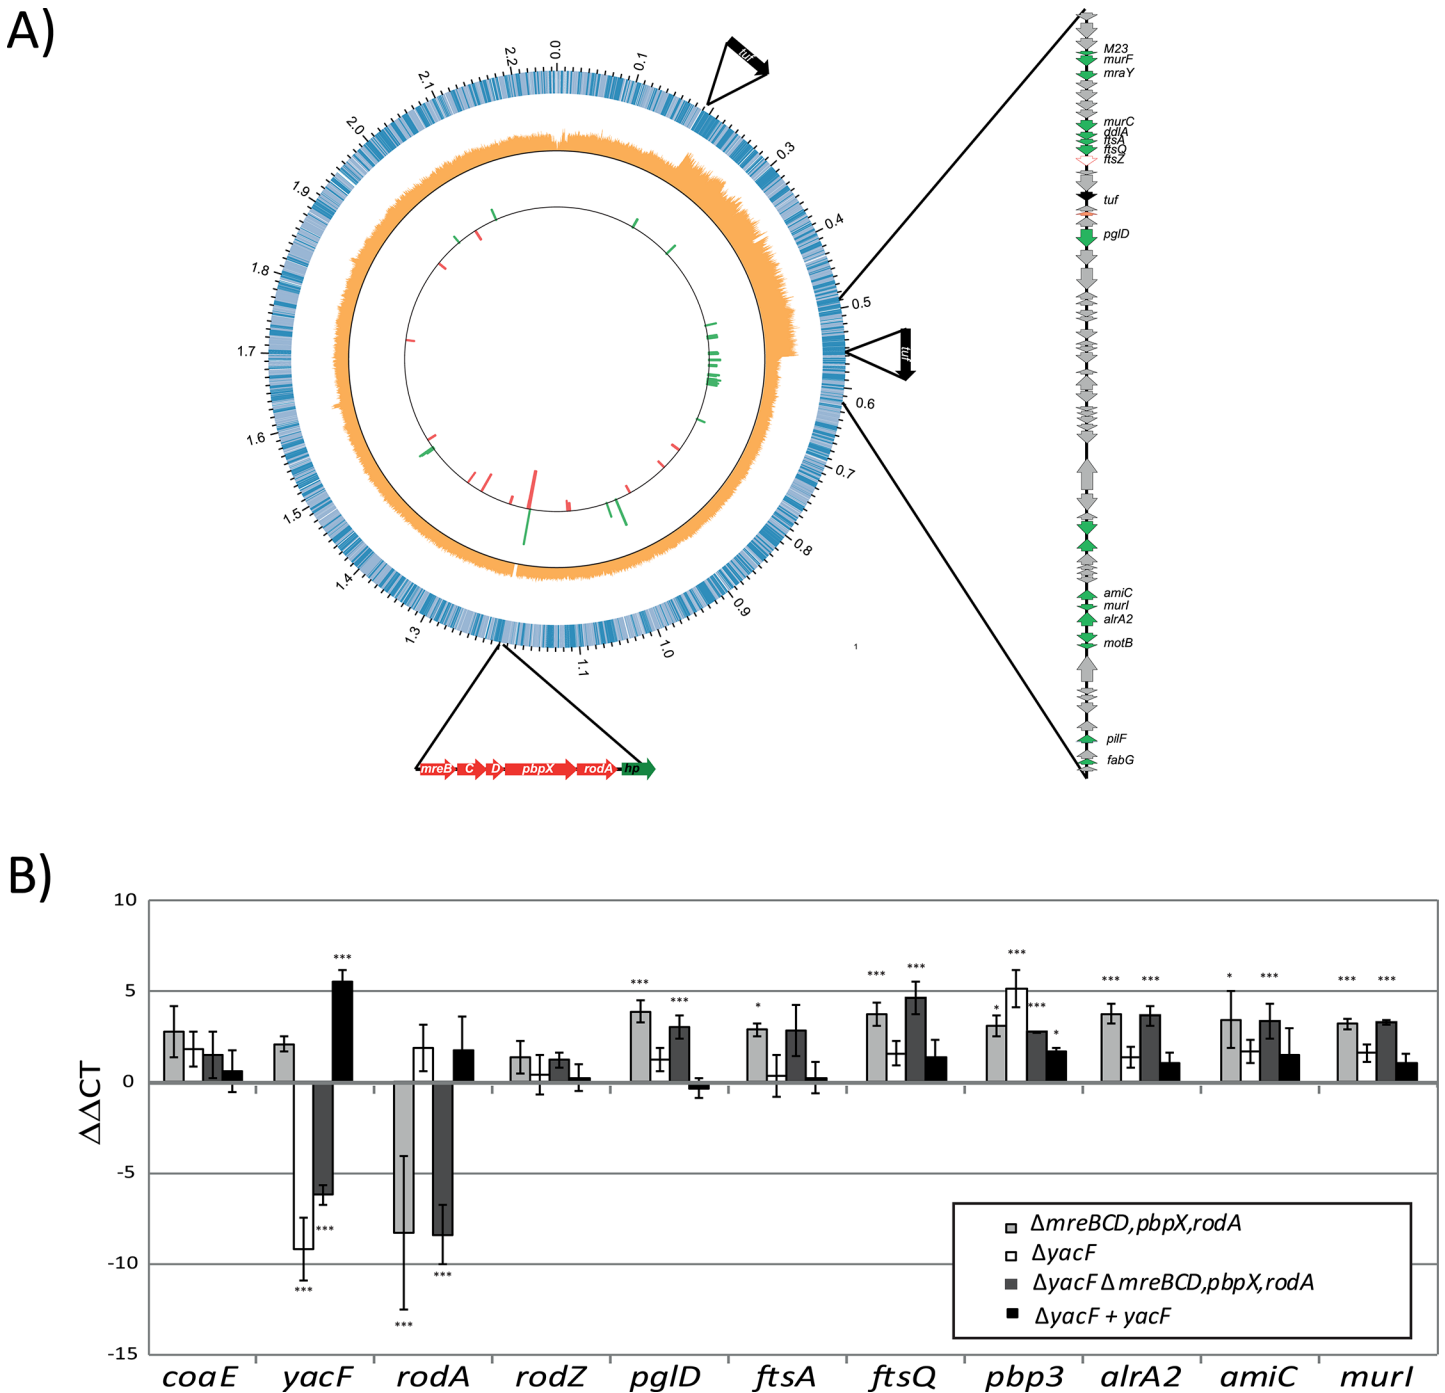 A)
0.0
0.1
0.3
0.4
0.5
0.6
0.7
0.8
0.9
1.0
1.1
1.3
1.4
1.5
1.6
1.7
1.8
1.9
2.0
2.1
2.2
tuf
tuf
M23
murF
mraY
murC
ddlA
ftsA
ftsQ
ftsZ
tuf
pglD
amiC
murI
alrA2
motB
pilF
fabG
1
mreB C D pbpX rodA hp
B)
ΔΔCT
10
5
0
-5
-10
-15
*** *** *** *** *** *** *** * *** *** * *** *** * *** *** * *** *** ***
ΔmreBCD,pbpX,rodA
ΔyacF
ΔyacF Δ mreBCD,pbpX,rodA
ΔyacF + yacF
coaE yacF rodA rodZ pglD ftsA ftsQ pbp3 alrA2 amiC murI